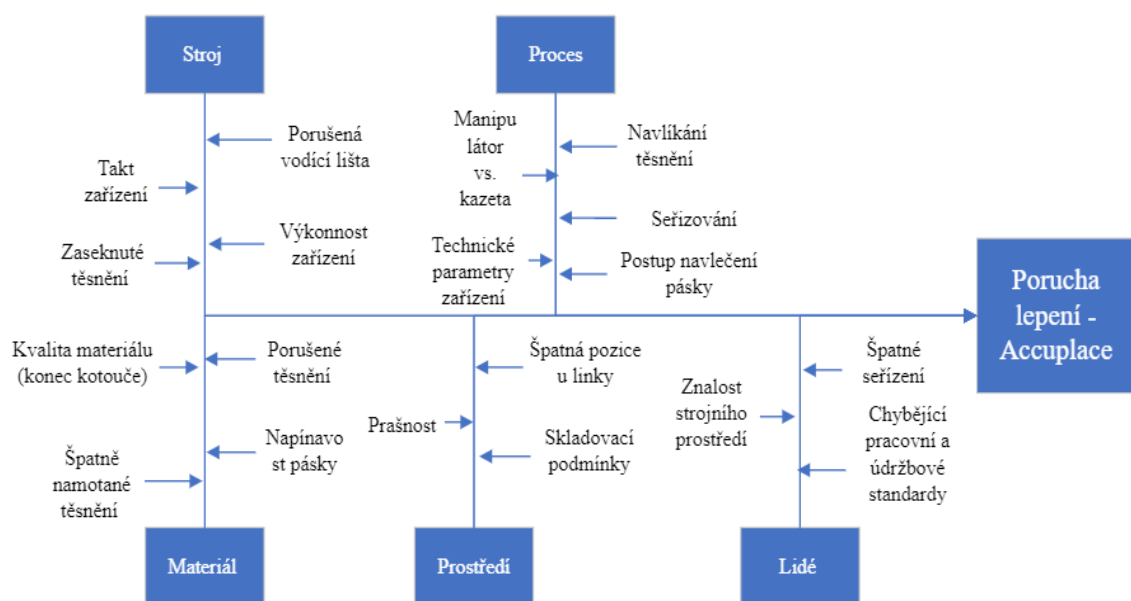 Stroj
Proces
Porušená
vodící lišta
Takt
zařízení
Výkonnost
zařízení
Zaseknuté
těsnění
Manipu
látor
vs.
kazeta
Navlíkání
těsnění
Seřizování
Technické
parametry
zařízení
Postup navlečení
pásky
Porucha
lepení -
Accuplace
Kvalita materiálu
(konec kotouče)
Porušené
těsnění
Napínavo
st pásky
Špatně
namotané
těsnění
Špatná pozice
u linky
Prašnost
Skladovací
podmínky
Špatné
seřízení
Znalost
strojního
prostředí
Chybějící
pracovní a
údržbové
standardy
Materiál
Prostředí
Lidé